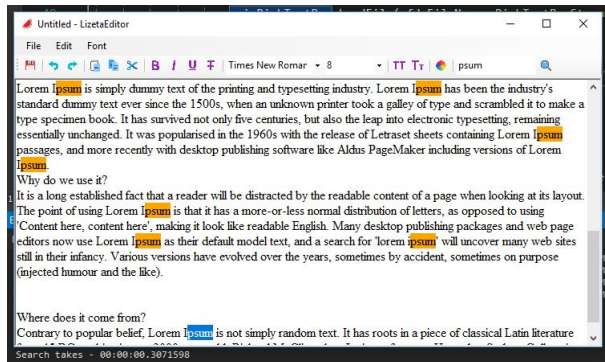 Untitled - LizetaEditor
File Edit Font
B I U T Times New Romar 8 TT Tт psum
Lorem Ipsum is simply dummy text of the printing and typesetting industry. Lorem Ipsum has been the industry's
standard dummy text ever since the 1500s, when an unknown printer took a galley of type and scrambled it to make a
type specimen book. It has survived not only five centuries, but also the leap into electronic typesetting, remaining
essentially unchanged. It was popularised in the 1960s with the release of Letraset sheets containing Lorem Ipsum
passages, and more recently with desktop publishing software like Aldus PageMaker including versions of Lorem
Ipsum.
Why do we use it?
It is a long established fact that a reader will be distracted by the readable content of a page when looking at its layout.
The point of using Lorem Ipsum is that it has a more-or-less normal distribution of letters, as opposed to using
'Content here, content here', making it look like readable English. Many desktop publishing packages and web page
editors now use Lorem Ipsum as their default model text, and a search for 'lorem ipsum' will uncover many web sites
still in their infancy. Various versions have evolved over the years, sometimes by accident, sometimes on purpose
(injected humour and the like).
Where does it come from?
Contrary to popular belief, Lorem Ipsum is not simply random text. It has roots in a piece of classical Latin literature
Search takes - 00:00:00.3071598